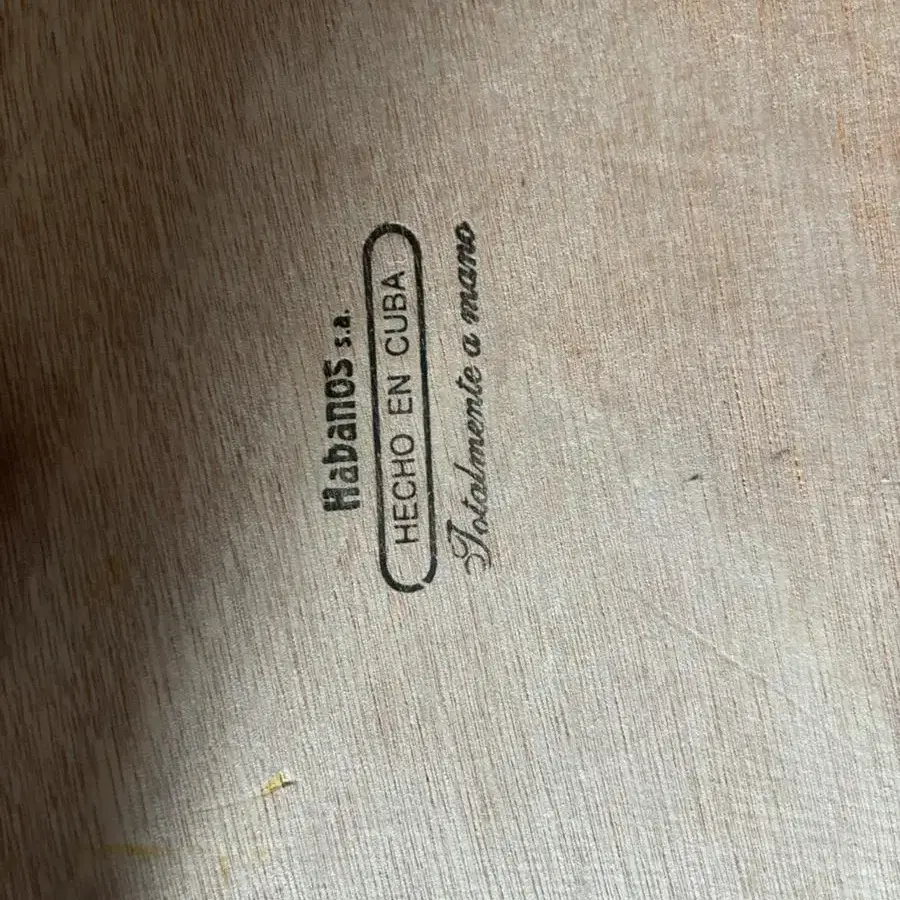 Habanos s.a.
HECHO EN CUBA
Totalmente a mano